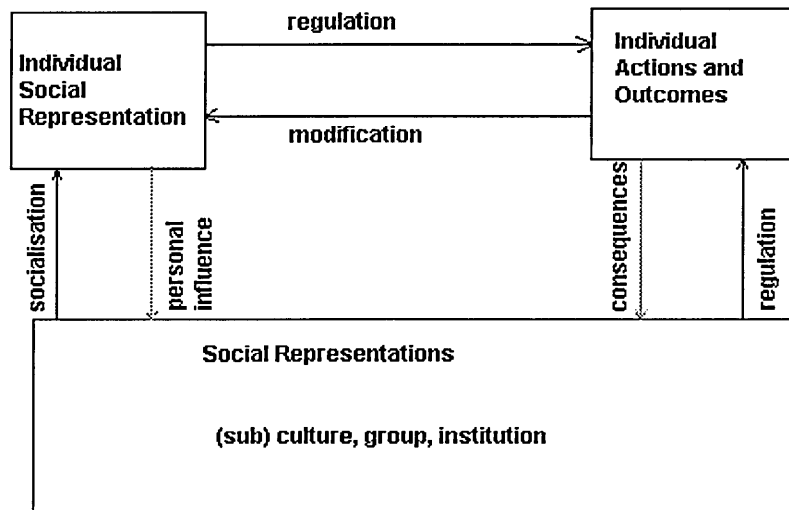 regulation
Individual
Social
Representation
Individual
Actions and
Outcomes
modification
socialisation
personal
influence
consequences
regulation
Social Representations
(sub) culture, group, institution